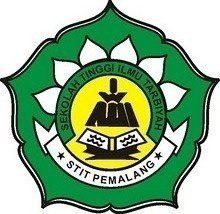 SEKOLAH TINGGI ILMU TARBIYAH
STIT PEMALANG